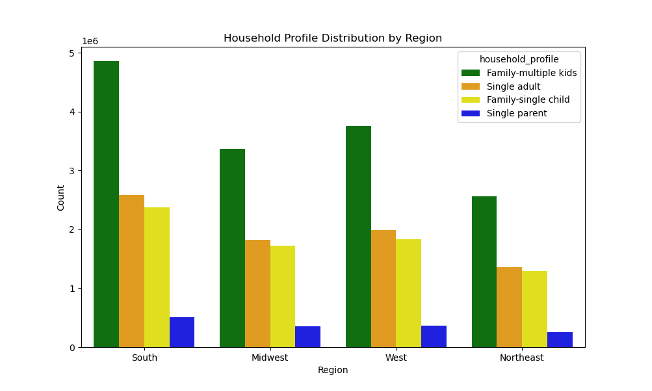 Household Profile Distribution by Region
1e6
household_profile
Family-multiple kids
Single adult
Family-single child
Single parent
5
4
3
2
1
0
Count
South
Midwest
West
Northeast
Region